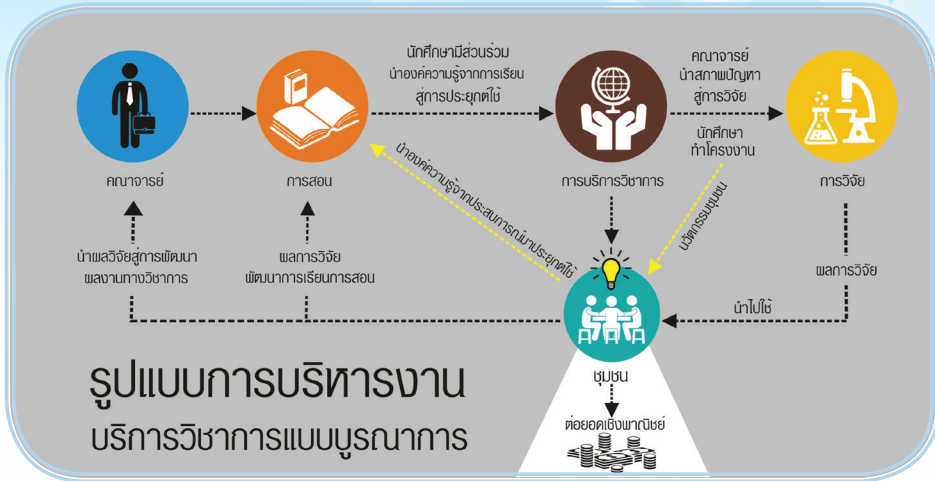 นักศึกษามีส่วนร่วม
นำองค์ความรู้จากการเรียน
สู่การประยุกต์ใช้
คณาจารย์
นำสภาพปัญหา
สู่การวิจัย
นักศึกษา
ทำโครงงาน
คณาจารย์
การสอน
การบริการวิชาการ
การวิจัย
นำองค์ความรู้จากประสบการณ์มาประยุกต์ใช้
นวัตกรรมชุมชน
นำผลวิจัยสู่การพัฒนา
ผลงานทางวิชาการ
ผลการวิจัย
พัฒนาการเรียนการสอน
ผลการวิจัย
นำไปใช้
ชุมชน
ต่อยอดเชิงพาณิชย์
รูปแบบการบริหารงาน
บริการวิชาการแบบบูรณาการ